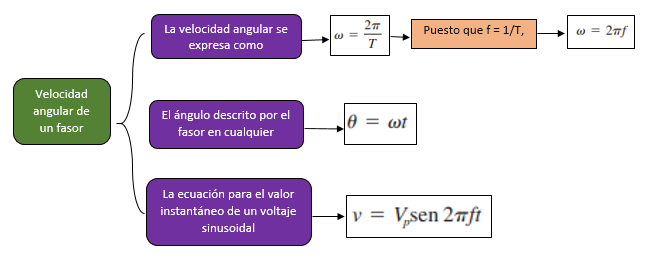 Velocidad
angular de
un fasor
La velocidad angular se
expresa como
ω = 2π/T
Puesto que f = 1/T,
ω = 2πf
El ángulo descrito por el
fasor en cualquier
θ = ωt
La ecuación para el valor
instantáneo de un voltaje
sinusoidal
v = Vₚsen 2πft